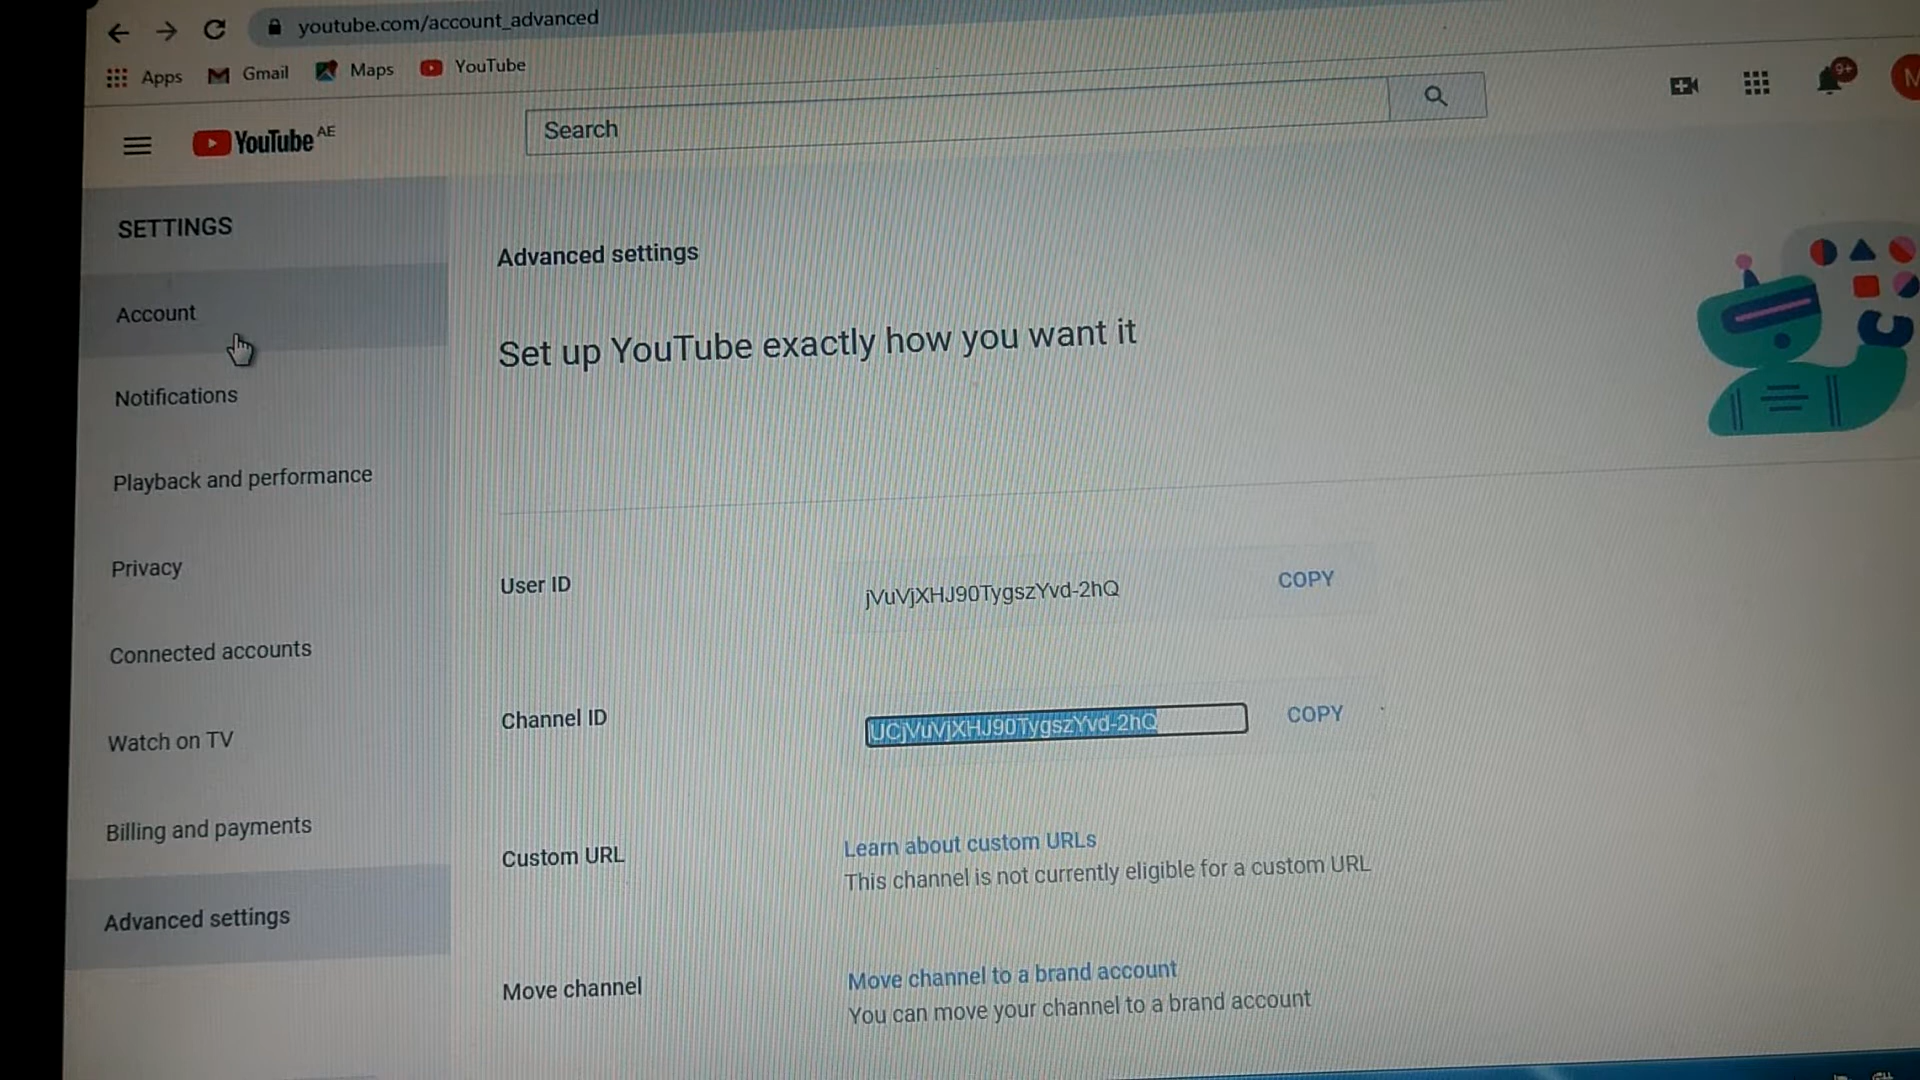 youtube.com/account_advanced
Apps
Gmail
Maps
YouTube
YouTube AE
Search
9+
M
SETTINGS
Account
Notifications
Playback and performance
Privacy
Connected accounts
Watch on TV
Billing and payments
Advanced settings
Advanced settings
Set up YouTube exactly how you want it
User ID
jVuVjXHJ90TygszYvd-2hQ
COPY
Channel ID
UCjVuVjXHJ90TygszYvd-2hQ
COPY
Custom URL
Learn about custom URLs
This channel is not currently eligible for a custom URL
Move channel
Move channel to a brand account
You can move your channel to a brand account